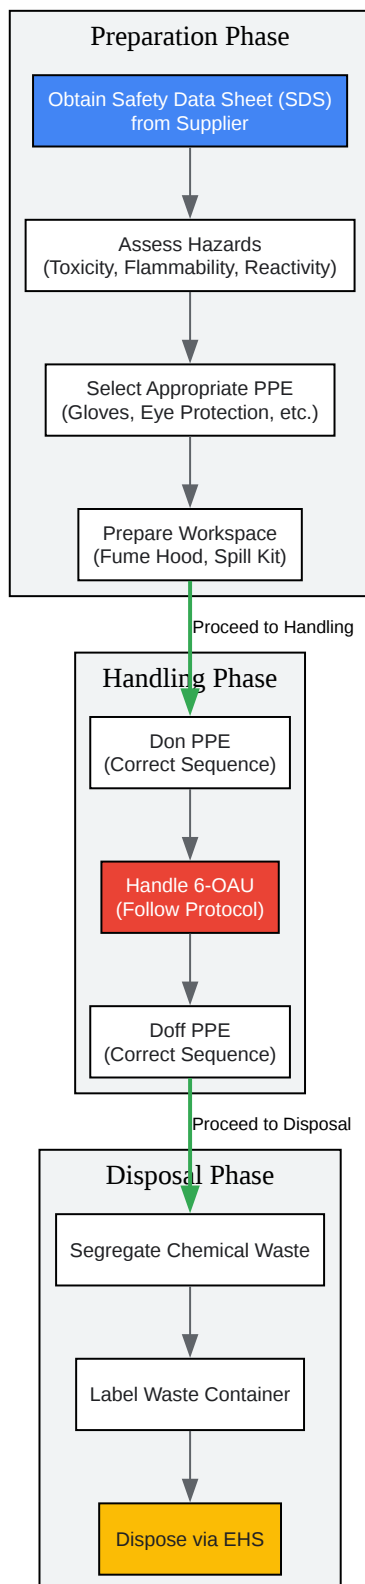 Preparation Phase
Obtain Safety Data Sheet (SDS)
from Supplier
Assess Hazards
(Toxicity, Flammability, Reactivity)
Select Appropriate PPE
(Gloves, Eye Protection, etc.)
Prepare Workspace
(Fume Hood, Spill Kit)
Proceed to Handling
Handling Phase
Don PPE
(Correct Sequence)
Handle 6-OAU
(Follow Protocol)
Doff PPE
(Correct Sequence)
Proceed to Disposal
Disposal Phase
Segregate Chemical Waste
Label Waste Container
Dispose via EHS